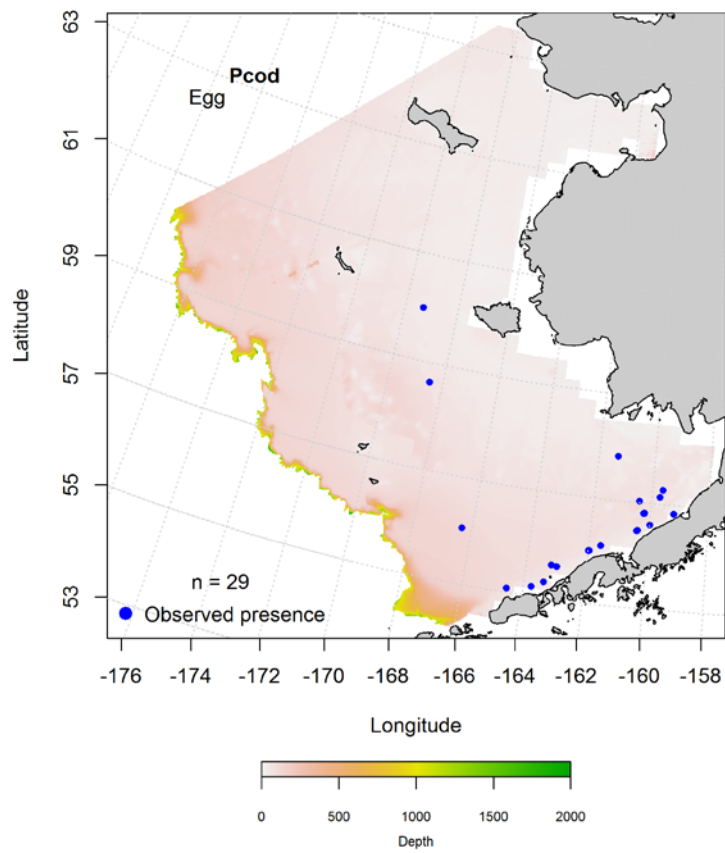 Pcod
Egg
63
61
59
57
55
53
Latitude
n = 29
Observed presence
-176 -174 -172 -170 -168 -166 -164 -162 -160 -158
Longitude
0 500 1000 1500 2000
Depth